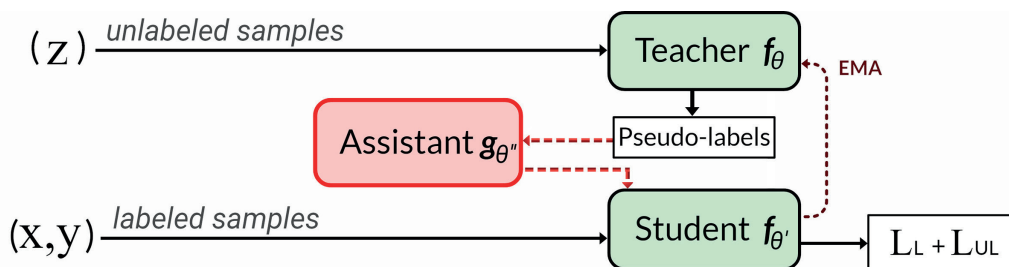 (z) unlabeled samples
Teacher fθ
EMA
Pseudo-labels
Assistant gθ''
(x,y) labeled samples
Student fθ'
LL + LUL